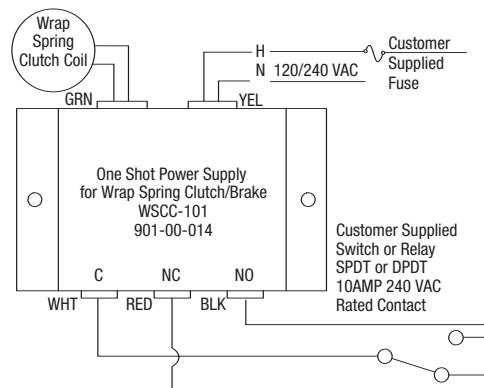 Wrap
Spring
Clutch Coil
H
N 120/240 VAC
Customer
Supplied
Fuse
GRN
YEL
One Shot Power Supply
for Wrap Spring Clutch/Brake
WSCC-101
901-00-014
C
NC
NO
WHT
RED
BLK
Customer Supplied
Switch or Relay
SPDT or DPDT
10AMP 240 VAC
Rated Contact